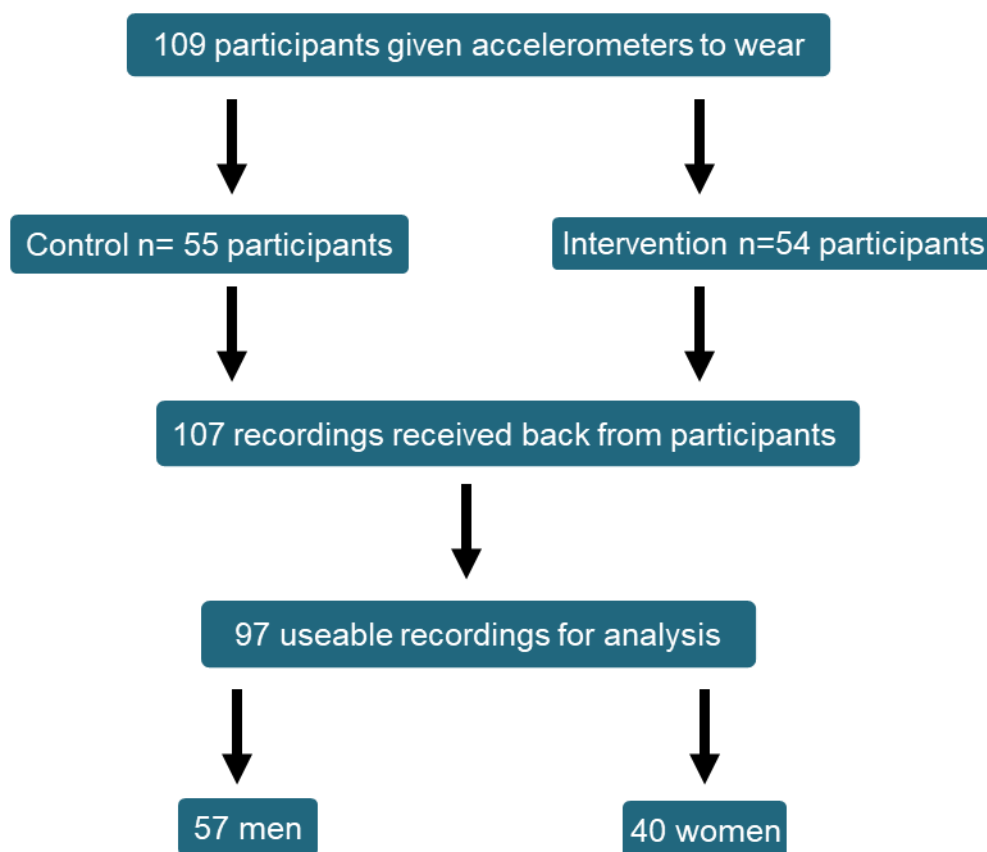 109 participants given accelerometers to wear
Control n= 55 participants
Intervention n=54 participants
107 recordings received back from participants
97 useable recordings for analysis
57 men
40 women